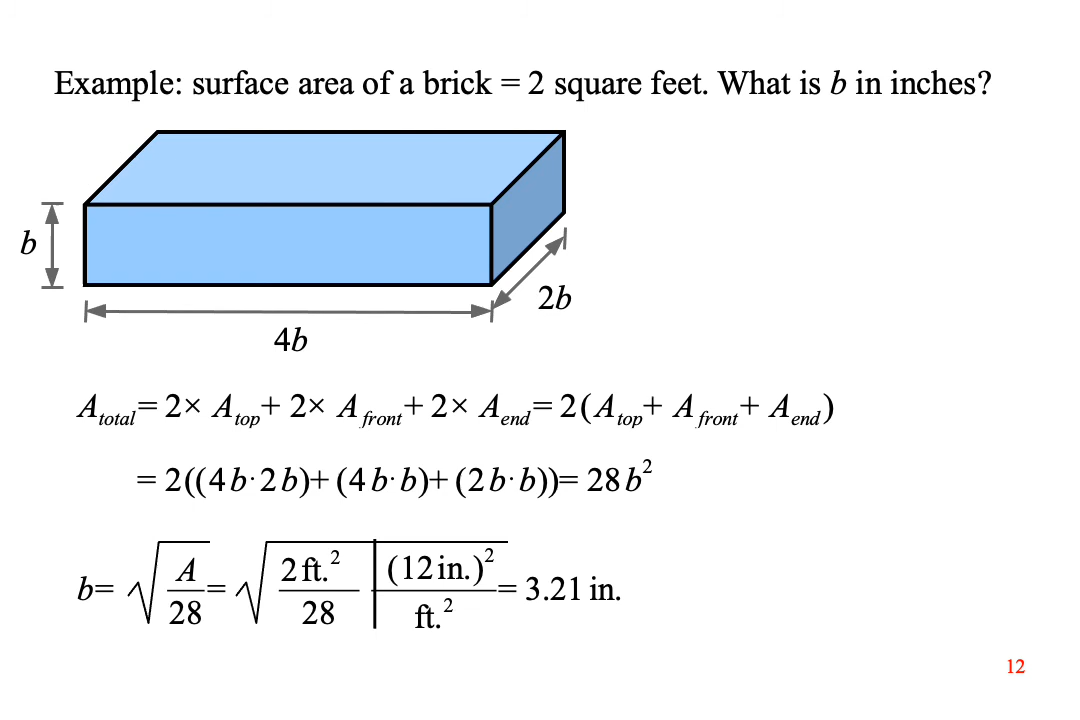 Example: surface area of a brick = 2 square feet. What is b in inches?
b
2b
4b
A_total = 2× A_top + 2× A_front + 2× A_end = 2(A_top + A_front + A_end)
= 2((4b·2b)+(4b·b)+(2b·b)) = 28b²
b = √(A/28) = √(2 ft.²/28 | (12 in.)²/ft.²) = 3.21 in.
12